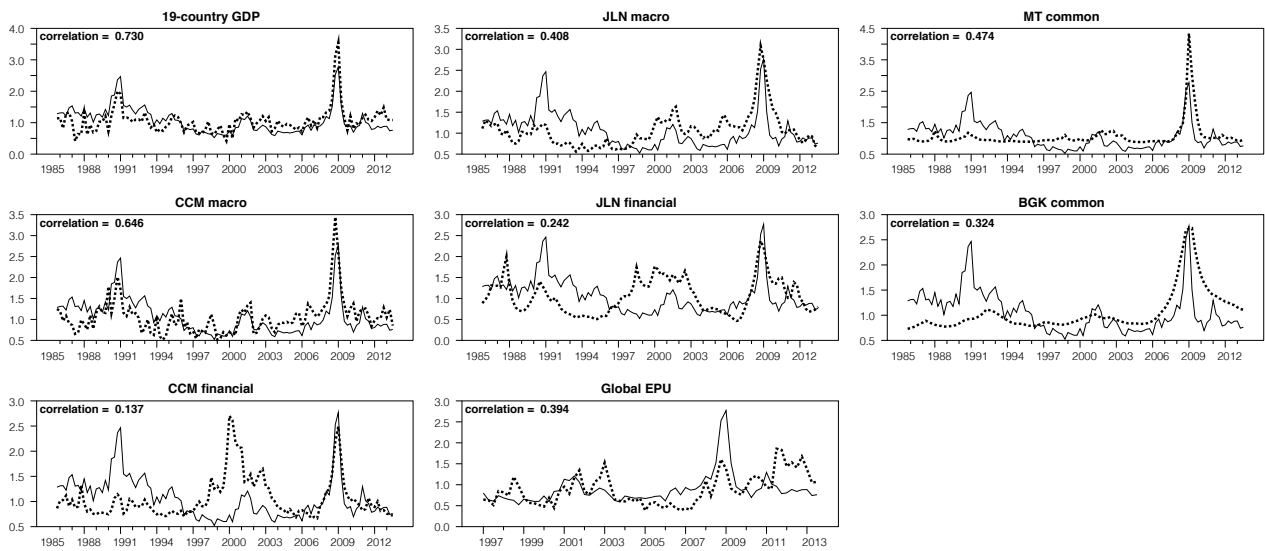 19-country GDP
correlation = 0.730
4.0
3.0
2.0
1.0
0.0
1985 1988 1991 1994 1997 2000 2003 2006 2009 2012
JLN macro
correlation = 0.408
3.5
3.0
2.5
2.0
1.5
1.0
0.5
1985 1988 1991 1994 1997 2000 2003 2006 2009 2012
MT common
correlation = 0.474
4.5
3.5
2.5
1.5
0.5
1985 1988 1991 1994 1997 2000 2003 2006 2009 2012
CCM macro
correlation = 0.646
3.5
3.0
2.5
2.0
1.5
1.0
0.5
1985 1988 1991 1994 1997 2000 2003 2006 2009 2012
JLN financial
correlation = 0.242
3.0
2.5
2.0
1.5
1.0
0.5
0.0
1985 1988 1991 1994 1997 2000 2003 2006 2009 2012
BGK common
correlation = 0.324
3.0
2.5
2.0
1.5
1.0
0.5
1985 1988 1991 1994 1997 2000 2003 2006 2009 2012
CCM financial
correlation = 0.137
3.0
2.5
2.0
1.5
1.0
0.5
1985 1988 1991 1994 1997 2000 2003 2006 2009 2012
Global EPU
correlation = 0.394
3.0
2.5
2.0
1.5
1.0
0.5
0.0
1997 1999 2001 2003 2005 2007 2009 2011 2013